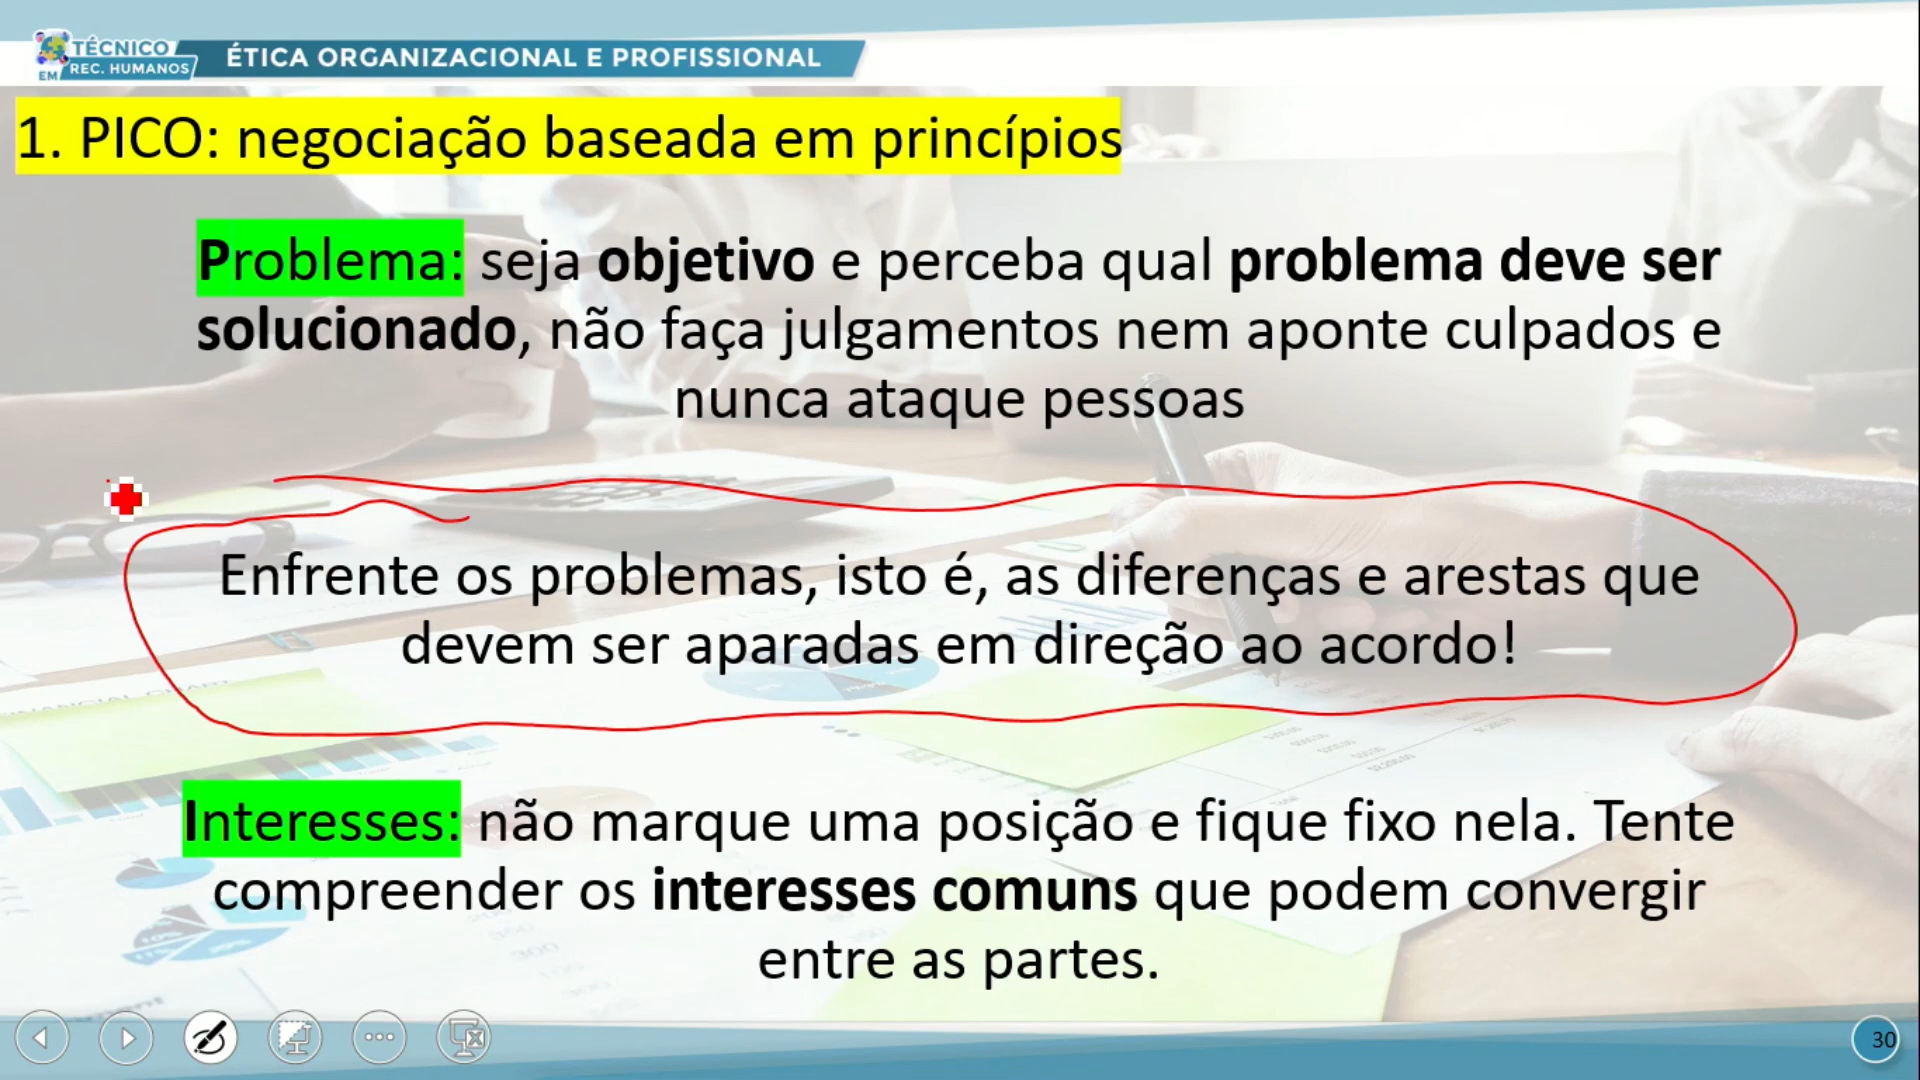 TÉCNICO
EM REC. HUMANOS
ÉTICA ORGANIZACIONAL E PROFISSIONAL
1. PICO: negociação baseada em princípios
Problema: seja objetivo e perceba qual problema deve ser
solucionado, não faça julgamentos nem aponte culpados e
nunca ataque pessoas
Enfrente os problemas, isto é, as diferenças e arestas que
devem ser aparadas em direção ao acordo!
Interesses: não marque uma posição e fique fixo nela. Tente
compreender os interesses comuns que podem convergir
entre as partes.
30